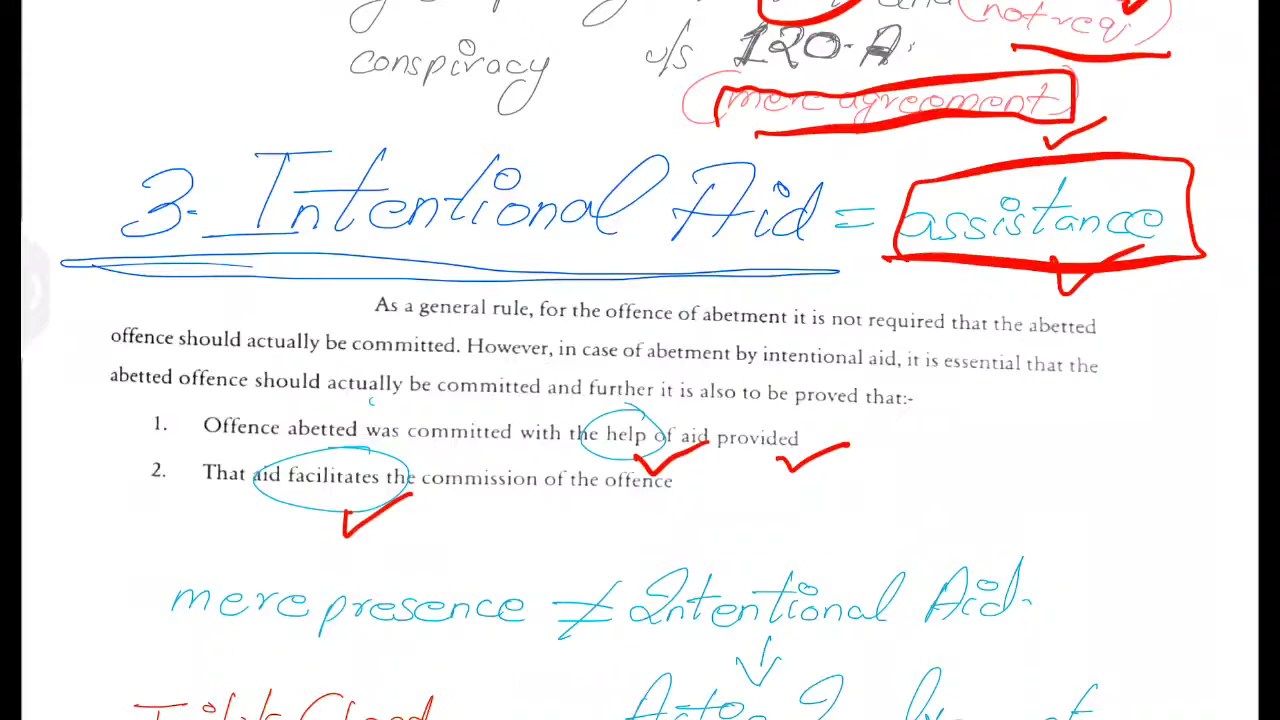 and (not req.)
conspiracy u/s 120-A.
(mere agreement)
3. Intentional Aid = assistance
As a general rule, for the offence of abetment it is not required that the abetted
offence should actually be committed. However, in case of abetment by intentional aid, it is essential that the
abetted offence should actually be committed and further it is also to be proved that:-
1. Offence abetted was committed with the help of aid provided
2. That aid facilitates the commission of the offence
mere presence ≠ Intentional Aid.